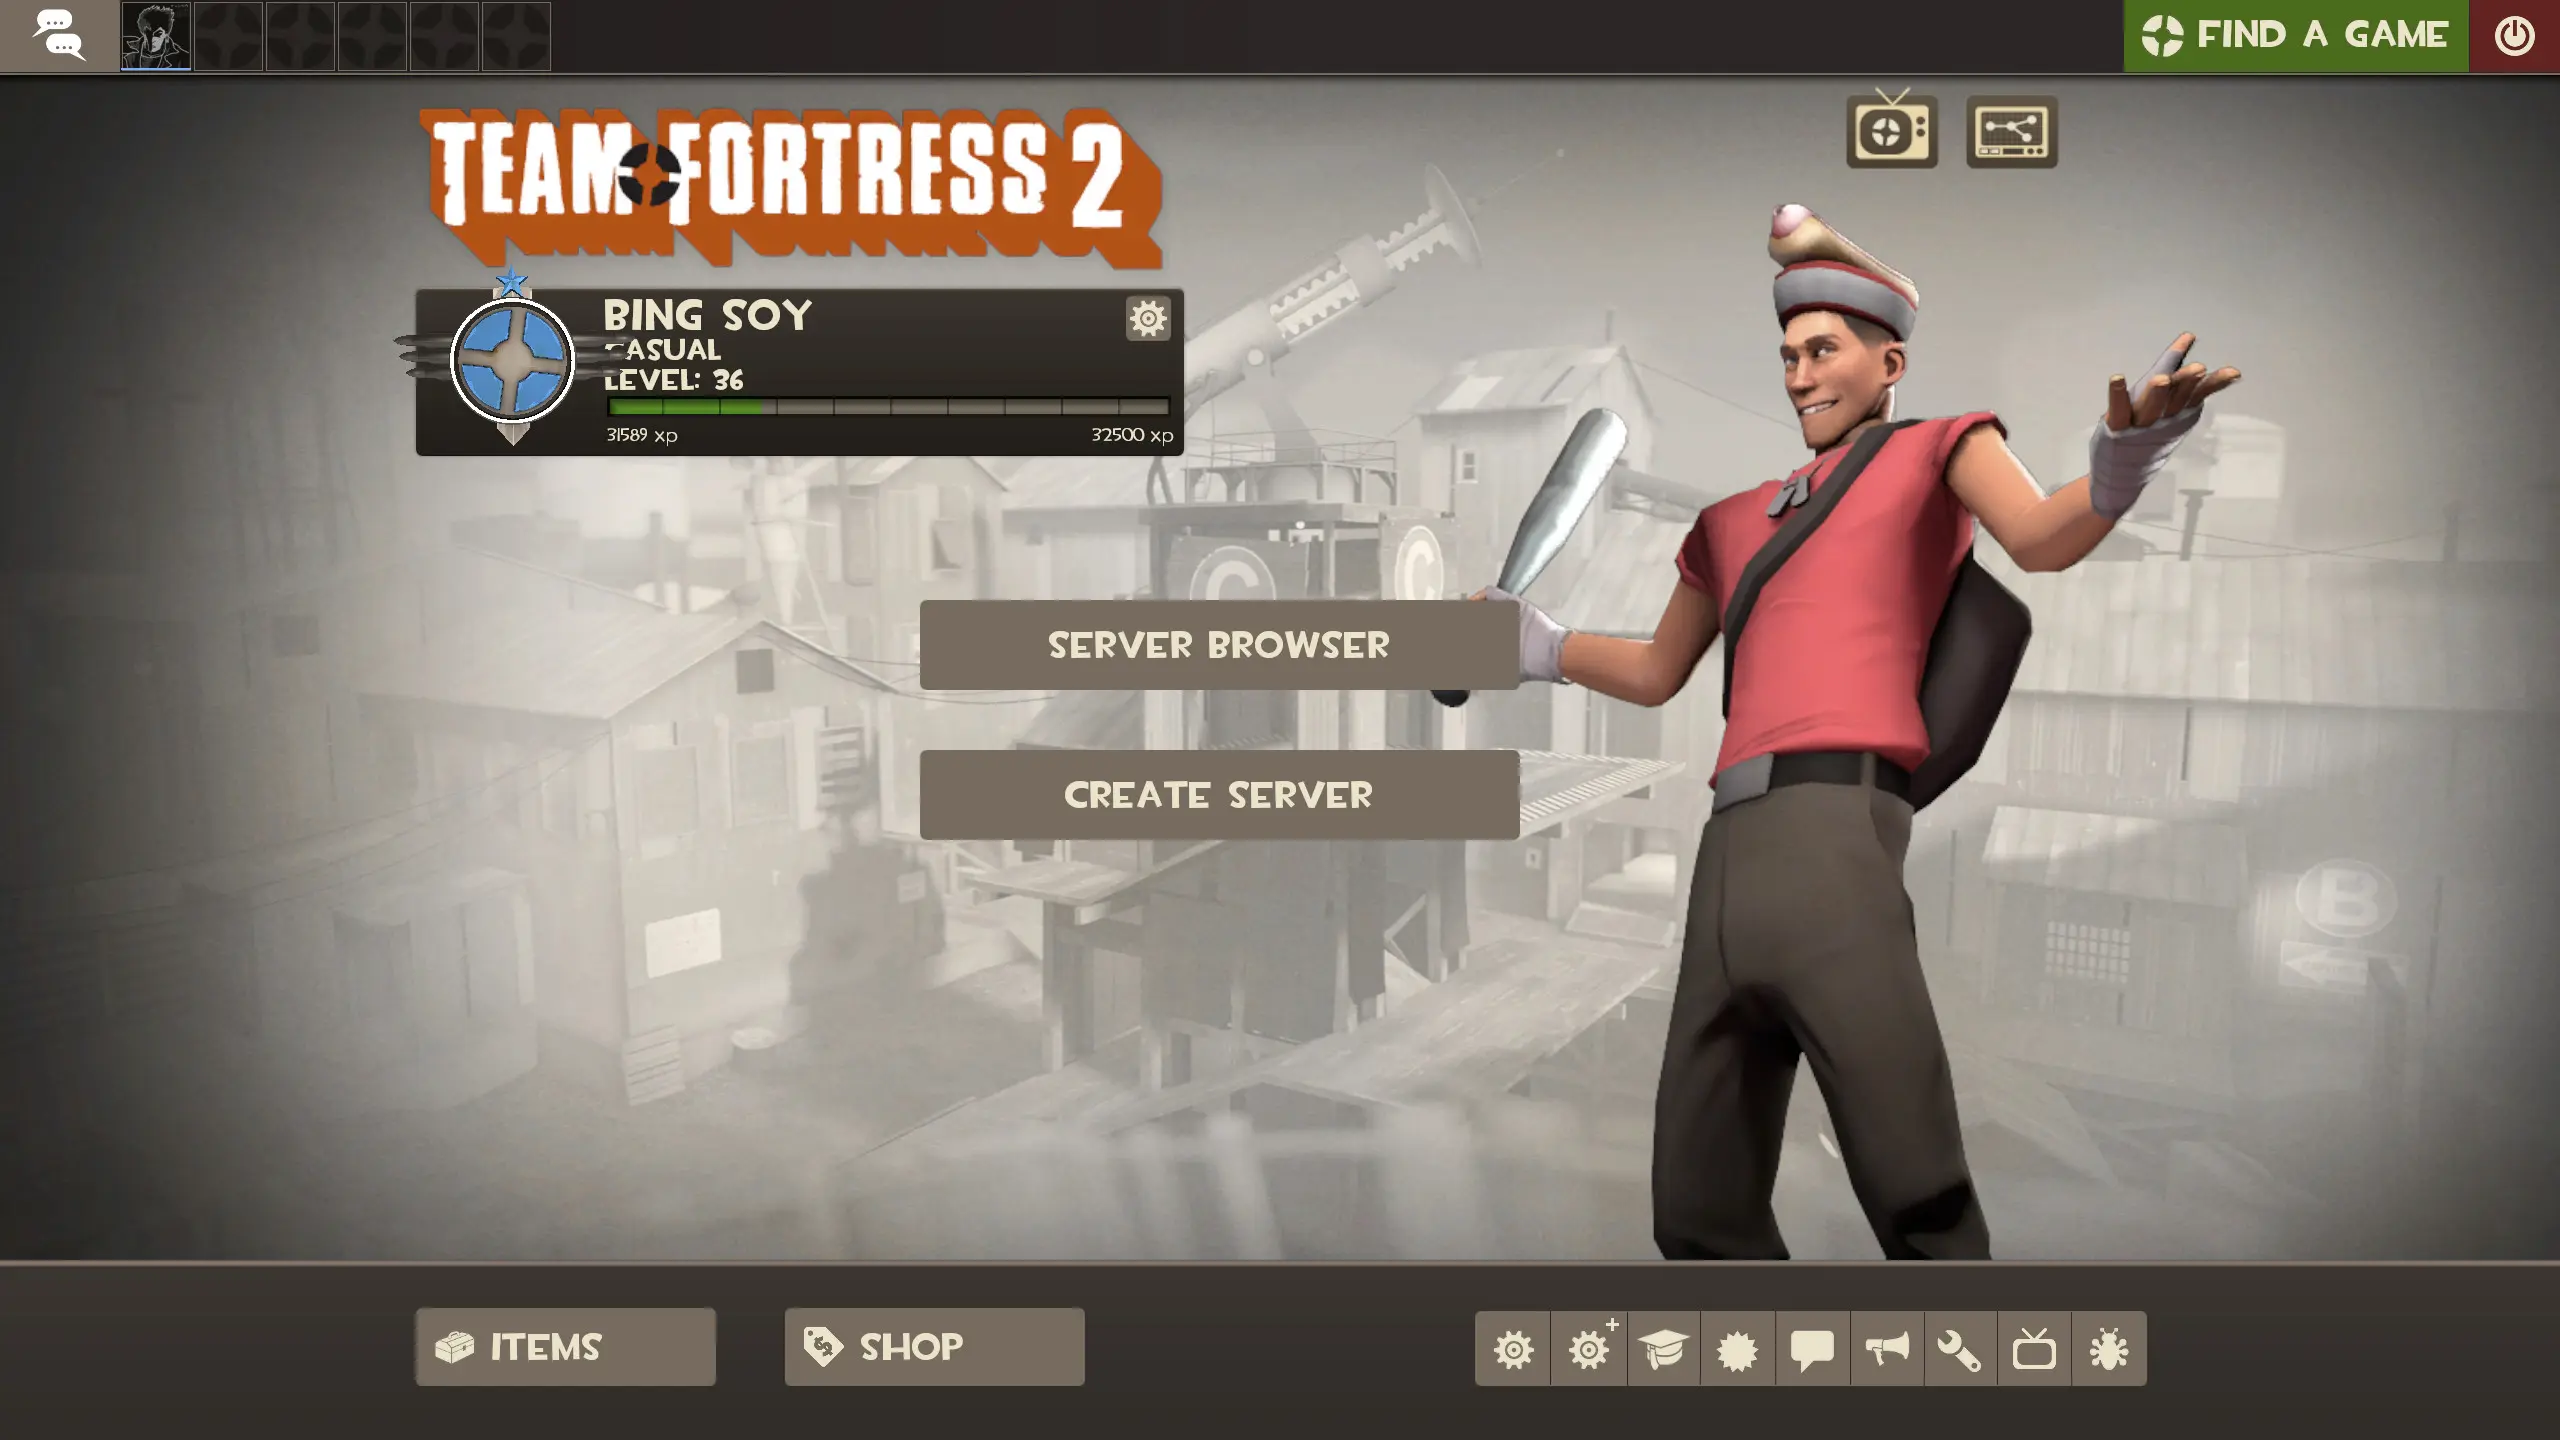 FIND A GAME
TEAM FORTRESS 2
BING SOY
CASUAL
LEVEL: 36
31589 xp
32500 xp
C
C
SERVER BROWSER
CREATE SERVER
B
ITEMS
SHOP